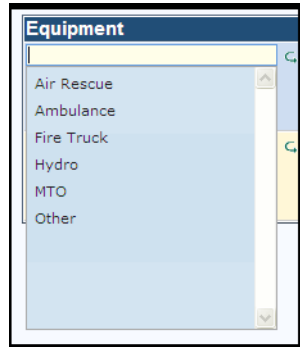 Equipment
Air Rescue
Ambulance
Fire Truck
Hydro
MTO
Other